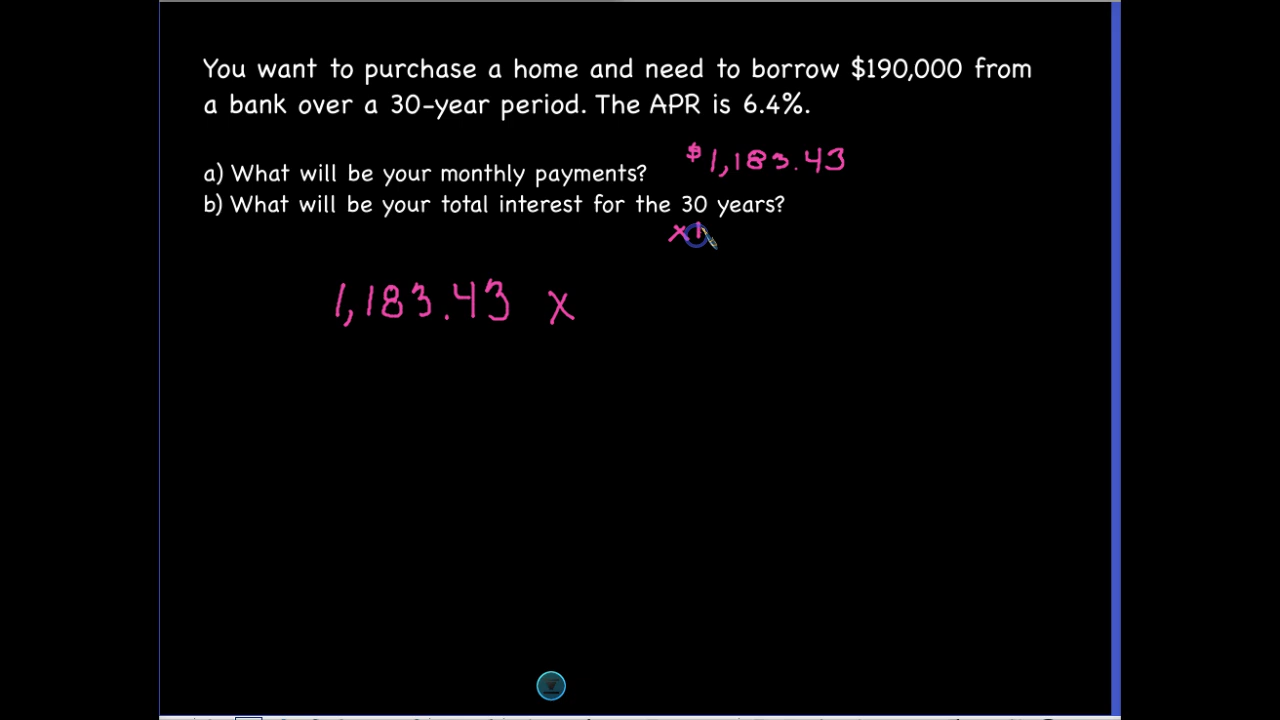 You want to purchase a home and need to borrow $190,000 from
a bank over a 30-year period. The APR is 6.4%.
a) What will be your monthly payments? $1,183.43
b) What will be your total interest for the 30 years?
x1
1,183.43 x